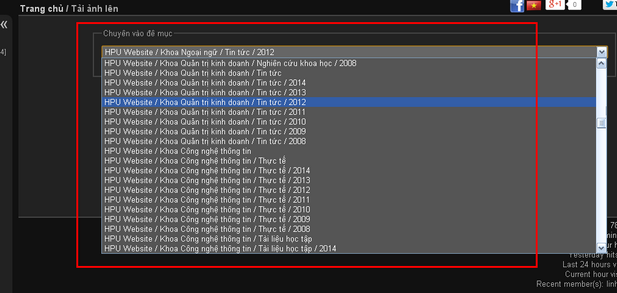 Trang chủ / Tải ảnh lên
+1
0
4]
Chuyển vào đề mục
HPU Website / Khoa Ngoại ngữ / Tin tức / 2012
HPU Website / Khoa Quản trị kinh doanh / Nghiên cứu khoa học / 2008
HPU Website / Khoa Quản trị kinh doanh / Tin tức
HPU Website / Khoa Quản trị kinh doanh / Tin tức / 2014
HPU Website / Khoa Quản trị kinh doanh / Tin tức / 2013
HPU Website / Khoa Quản trị kinh doanh / Tin tức / 2012
HPU Website / Khoa Quản trị kinh doanh / Tin tức / 2011
HPU Website / Khoa Quản trị kinh doanh / Tin tức / 2010
HPU Website / Khoa Quản trị kinh doanh / Tin tức / 2009
HPU Website / Khoa Quản trị kinh doanh / Tin tức / 2008
HPU Website / Khoa Công nghệ thông tin
HPU Website / Khoa Công nghệ thông tin / Thực tế
HPU Website / Khoa Công nghệ thông tin / Thực tế / 2014
HPU Website / Khoa Công nghệ thông tin / Thực tế / 2013
HPU Website / Khoa Công nghệ thông tin / Thực tế / 2012
HPU Website / Khoa Công nghệ thông tin / Thực tế / 2011
HPU Website / Khoa Công nghệ thông tin / Thực tế / 2010
HPU Website / Khoa Công nghệ thông tin / Thực tế / 2009
HPU Website / Khoa Công nghệ thông tin / Thực tế / 2008
HPU Website / Khoa Công nghệ thông tin / Tài liệu học tập
HPU Website / Khoa Công nghệ thông tin / Tài liệu học tập / 2014
Yesterday hits
Last 24 hours v
Current hour vis
Recent member(s): linh